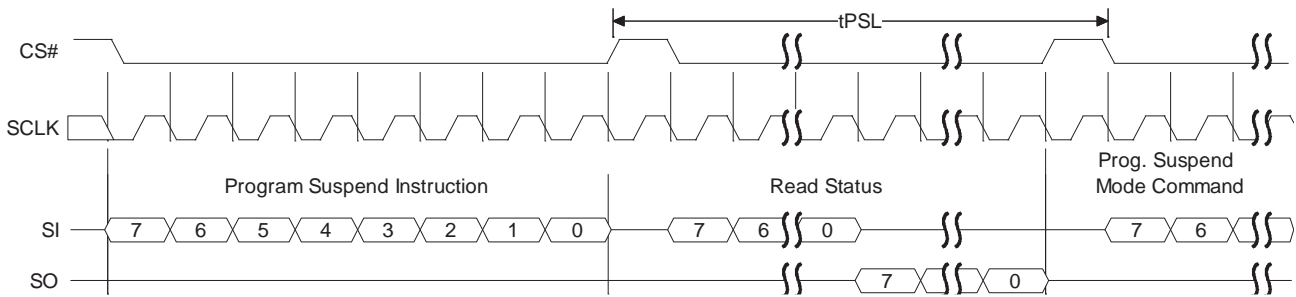 tPSL
CS#
SCLK
Prog. Suspend
Program Suspend Instruction Read Status Mode Command
SI 7 6 5 4 3 2 1 0 7 6 0 7 6
SO 7 0